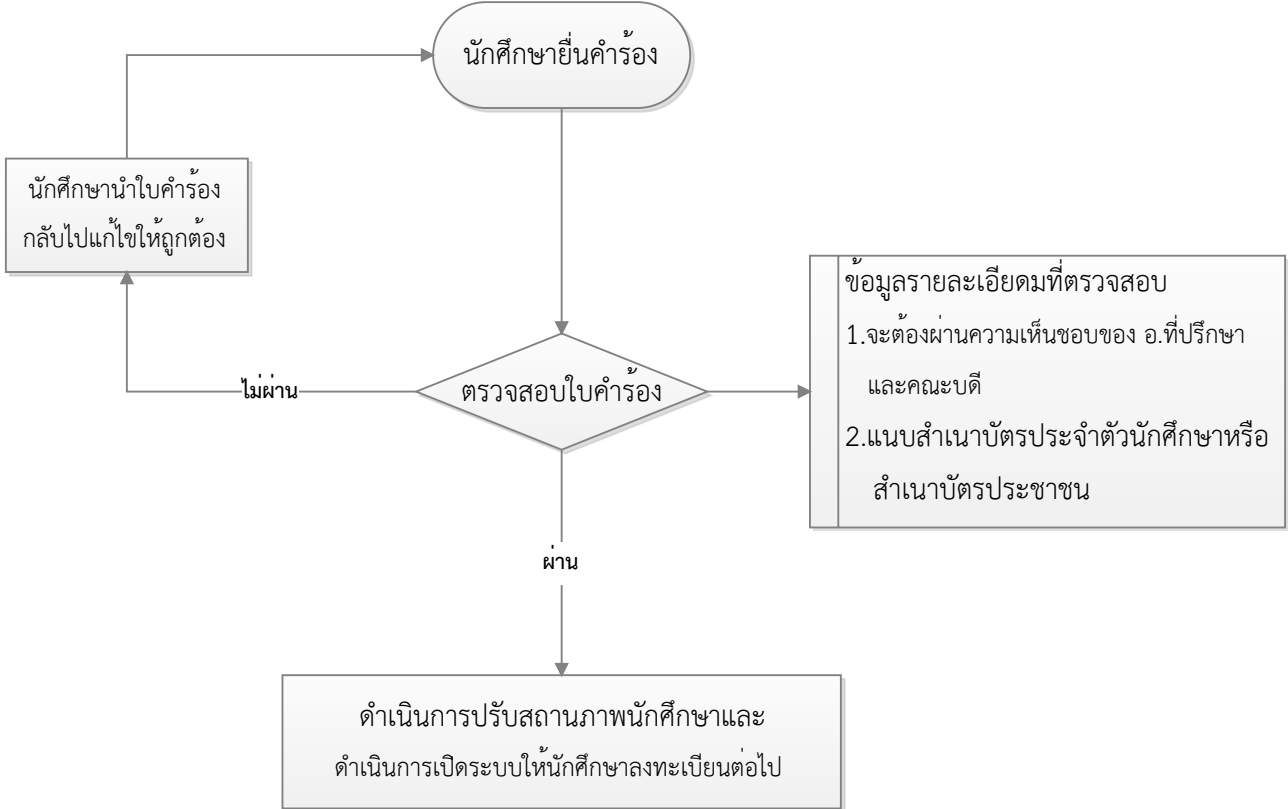 นักศึกษายื่นคำร้อง
นักศึกษานำใบคำร้อง
กลับไปแก้ไขให้ถูกต้อง
ข้อมูลรายละเอียดมที่ตรวจสอบ
1.จะต้องผ่านความเห็นชอบของ อ.ที่ปรึกษา
และคณะบดี
2.แนบสำเนาบัตรประจำตัวนักศึกษาหรือ
สำเนาบัตรประชาชน
ไม่ผ่าน
ตรวจสอบใบคำร้อง
ผ่าน
ดำเนินการปรับสถานภาพนักศึกษาและ
ดำเนินการเปิดระบบให้นักศึกษาลงทะเบียนต่อไป